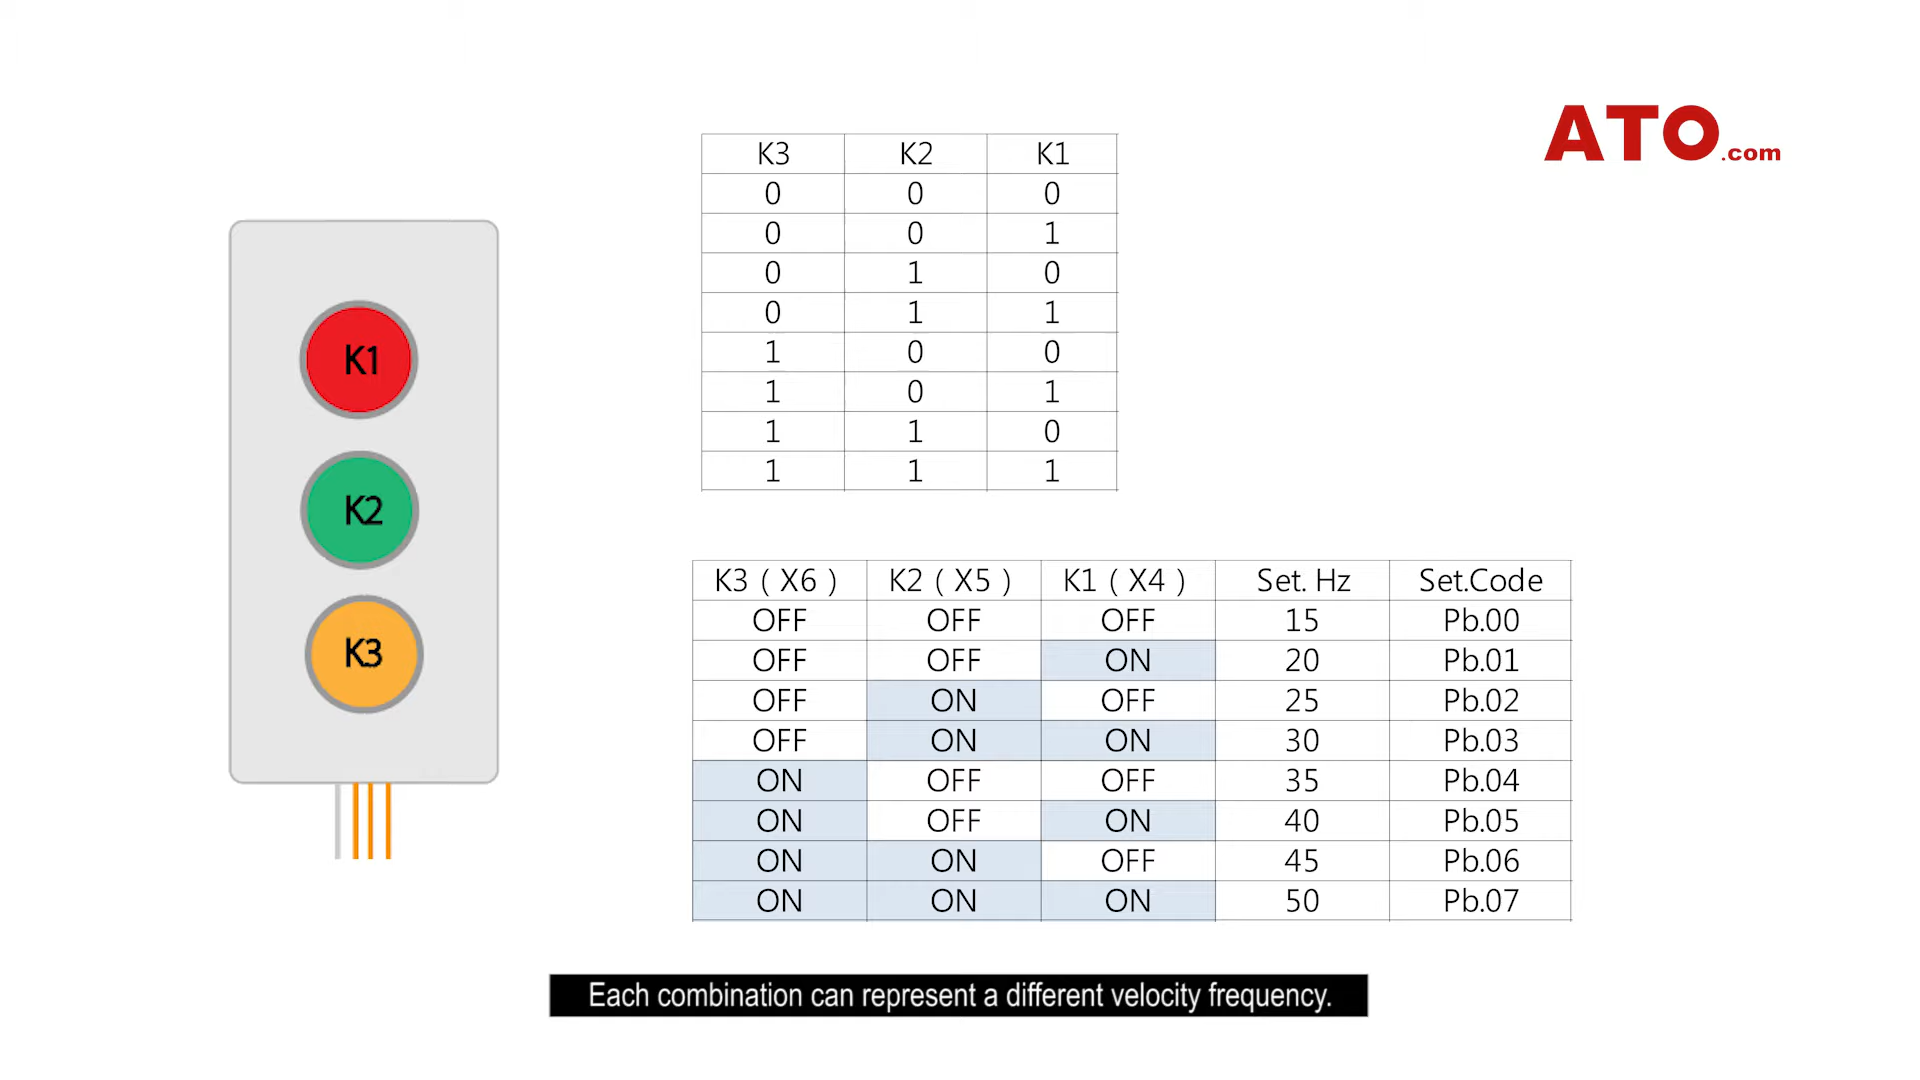 ATO.com
K1
K2
K3
K3 K2 K1
0 0 0
0 0 1
0 1 0
0 1 1
1 0 0
1 0 1
1 1 0
1 1 1
K3 ( X6 ) K2 ( X5 ) K1 ( X4 ) Set. Hz Set.Code
OFF OFF OFF 15 Pb.00
OFF OFF ON 20 Pb.01
OFF ON OFF 25 Pb.02
OFF ON ON 30 Pb.03
ON OFF OFF 35 Pb.04
ON OFF ON 40 Pb.05
ON ON OFF 45 Pb.06
ON ON ON 50 Pb.07
Each combination can represent a different velocity frequency.